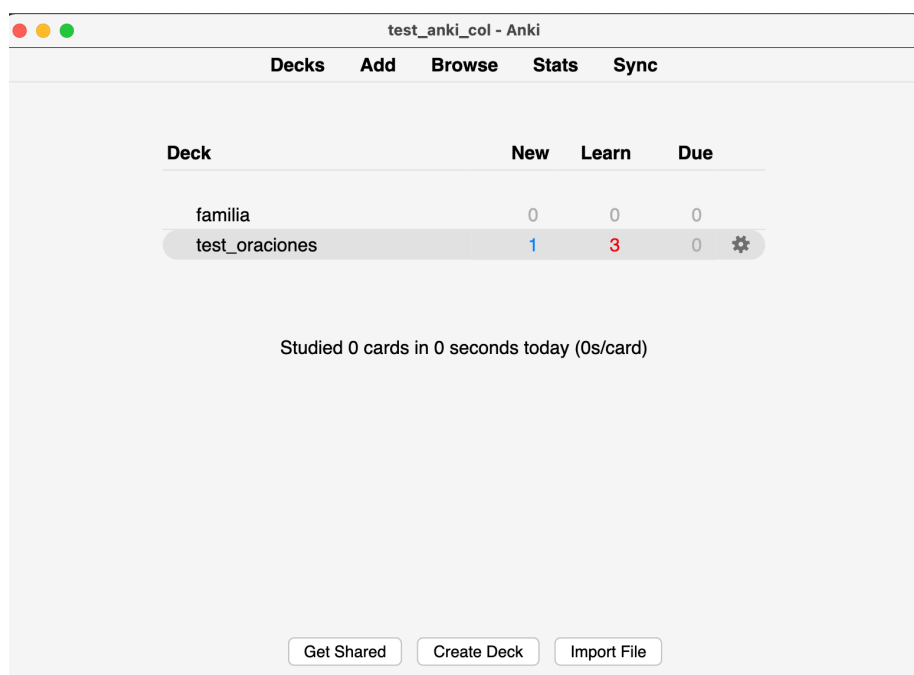 test_anki_col - Anki
Decks Add Browse Stats Sync
Deck New Learn Due
familia 0 0 0
test_oraciones 1 3 0
Studied 0 cards in 0 seconds today (0s/card)
Get Shared Create Deck Import File